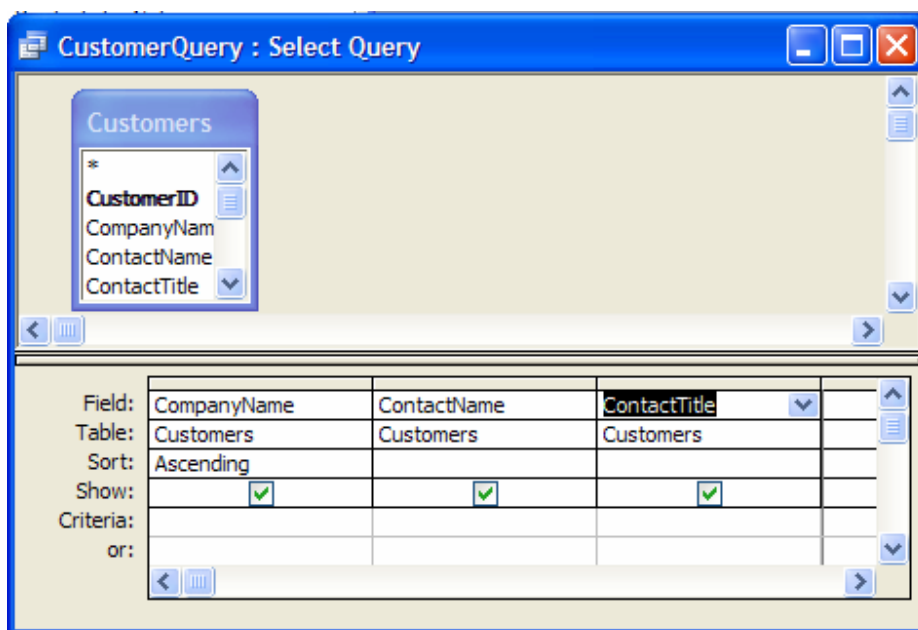 CustomerQuery : Select Query
Customers
*
CustomerID
CompanyNam
ContactName
ContactTitle
Field: CompanyName ContactName ContactTitle
Table: Customers Customers Customers
Sort: Ascending
Show:
Criteria:
or: